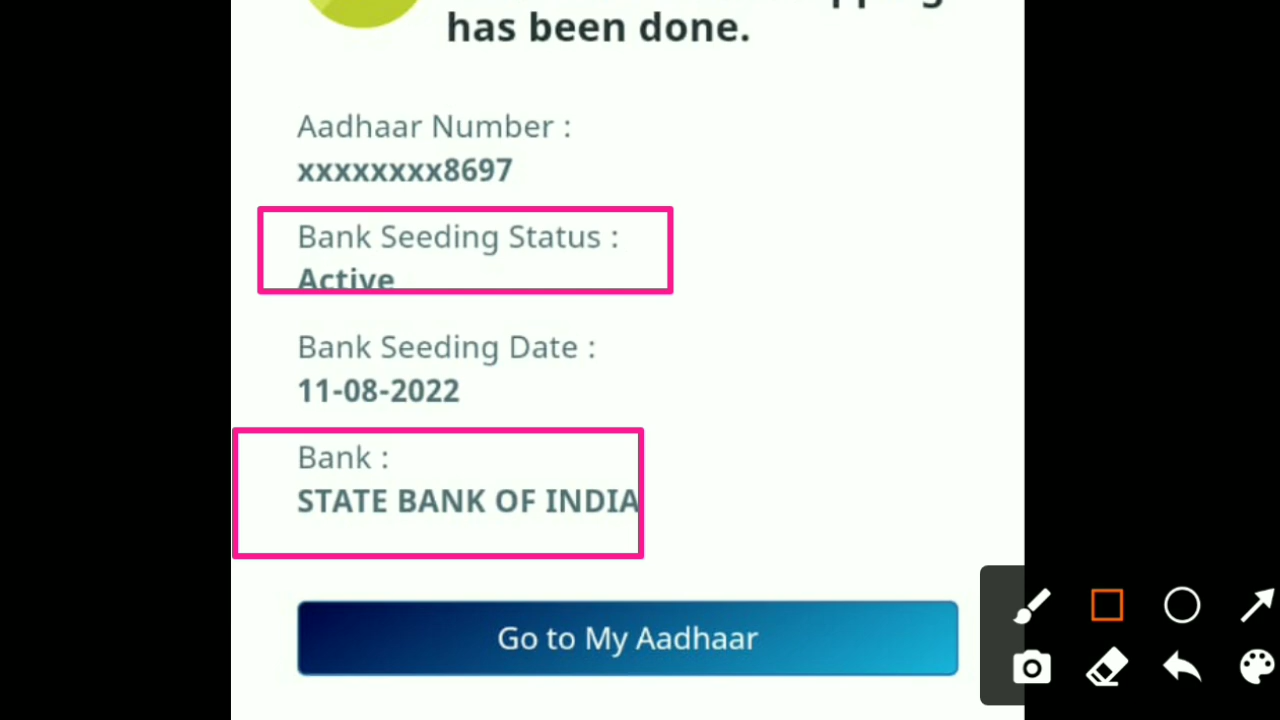 has been done.
Aadhaar Number :
xxxxxxxx8697
Bank Seeding Status :
Active
Bank Seeding Date :
11-08-2022
Bank :
STATE BANK OF INDIA
Go to My Aadhaar